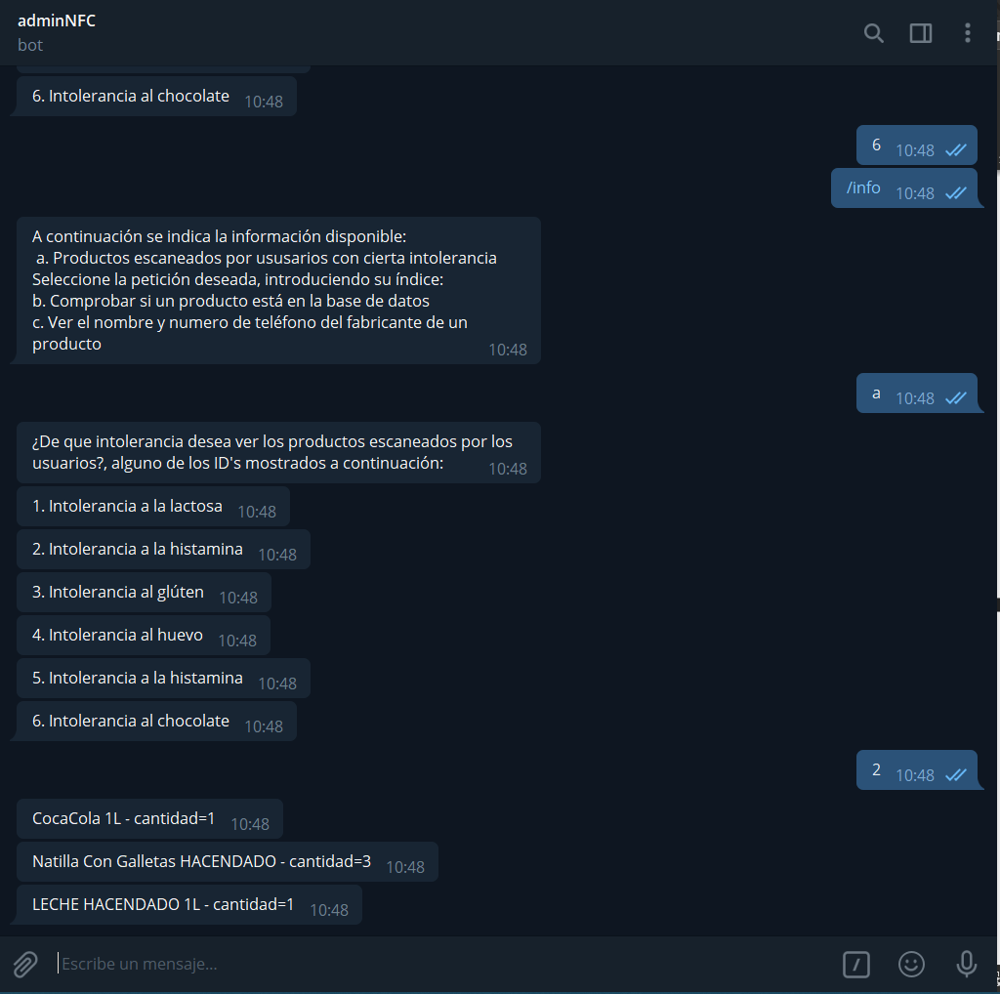 adminNFC
bot
6. Intolerancia al chocolate 10:48
6 10:48
/info 10:48
A continuación se indica la información disponible:
a. Productos escaneados por ususarios con cierta intolerancia
Seleccione la petición deseada, introduciendo su índice:
b. Comprobar si un producto está en la base de datos
c. Ver el nombre y numero de teléfono del fabricante de un
producto 10:48
a 10:48
¿De que intolerancia desea ver los productos escaneados por los
usuarios?, alguno de los ID's mostrados a continuación: 10:48
1. Intolerancia a la lactosa 10:48
2. Intolerancia a la histamina 10:48
3. Intolerancia al glúten 10:48
4. Intolerancia al huevo 10:48
5. Intolerancia a la histamina 10:48
6. Intolerancia al chocolate 10:48
2 10:48
CocaCola 1L - cantidad=1 10:48
Natilla Con Galletas HACENDADO - cantidad=3 10:48
LECHE HACENDADO 1L - cantidad=1 10:48
Escribe un mensaje...